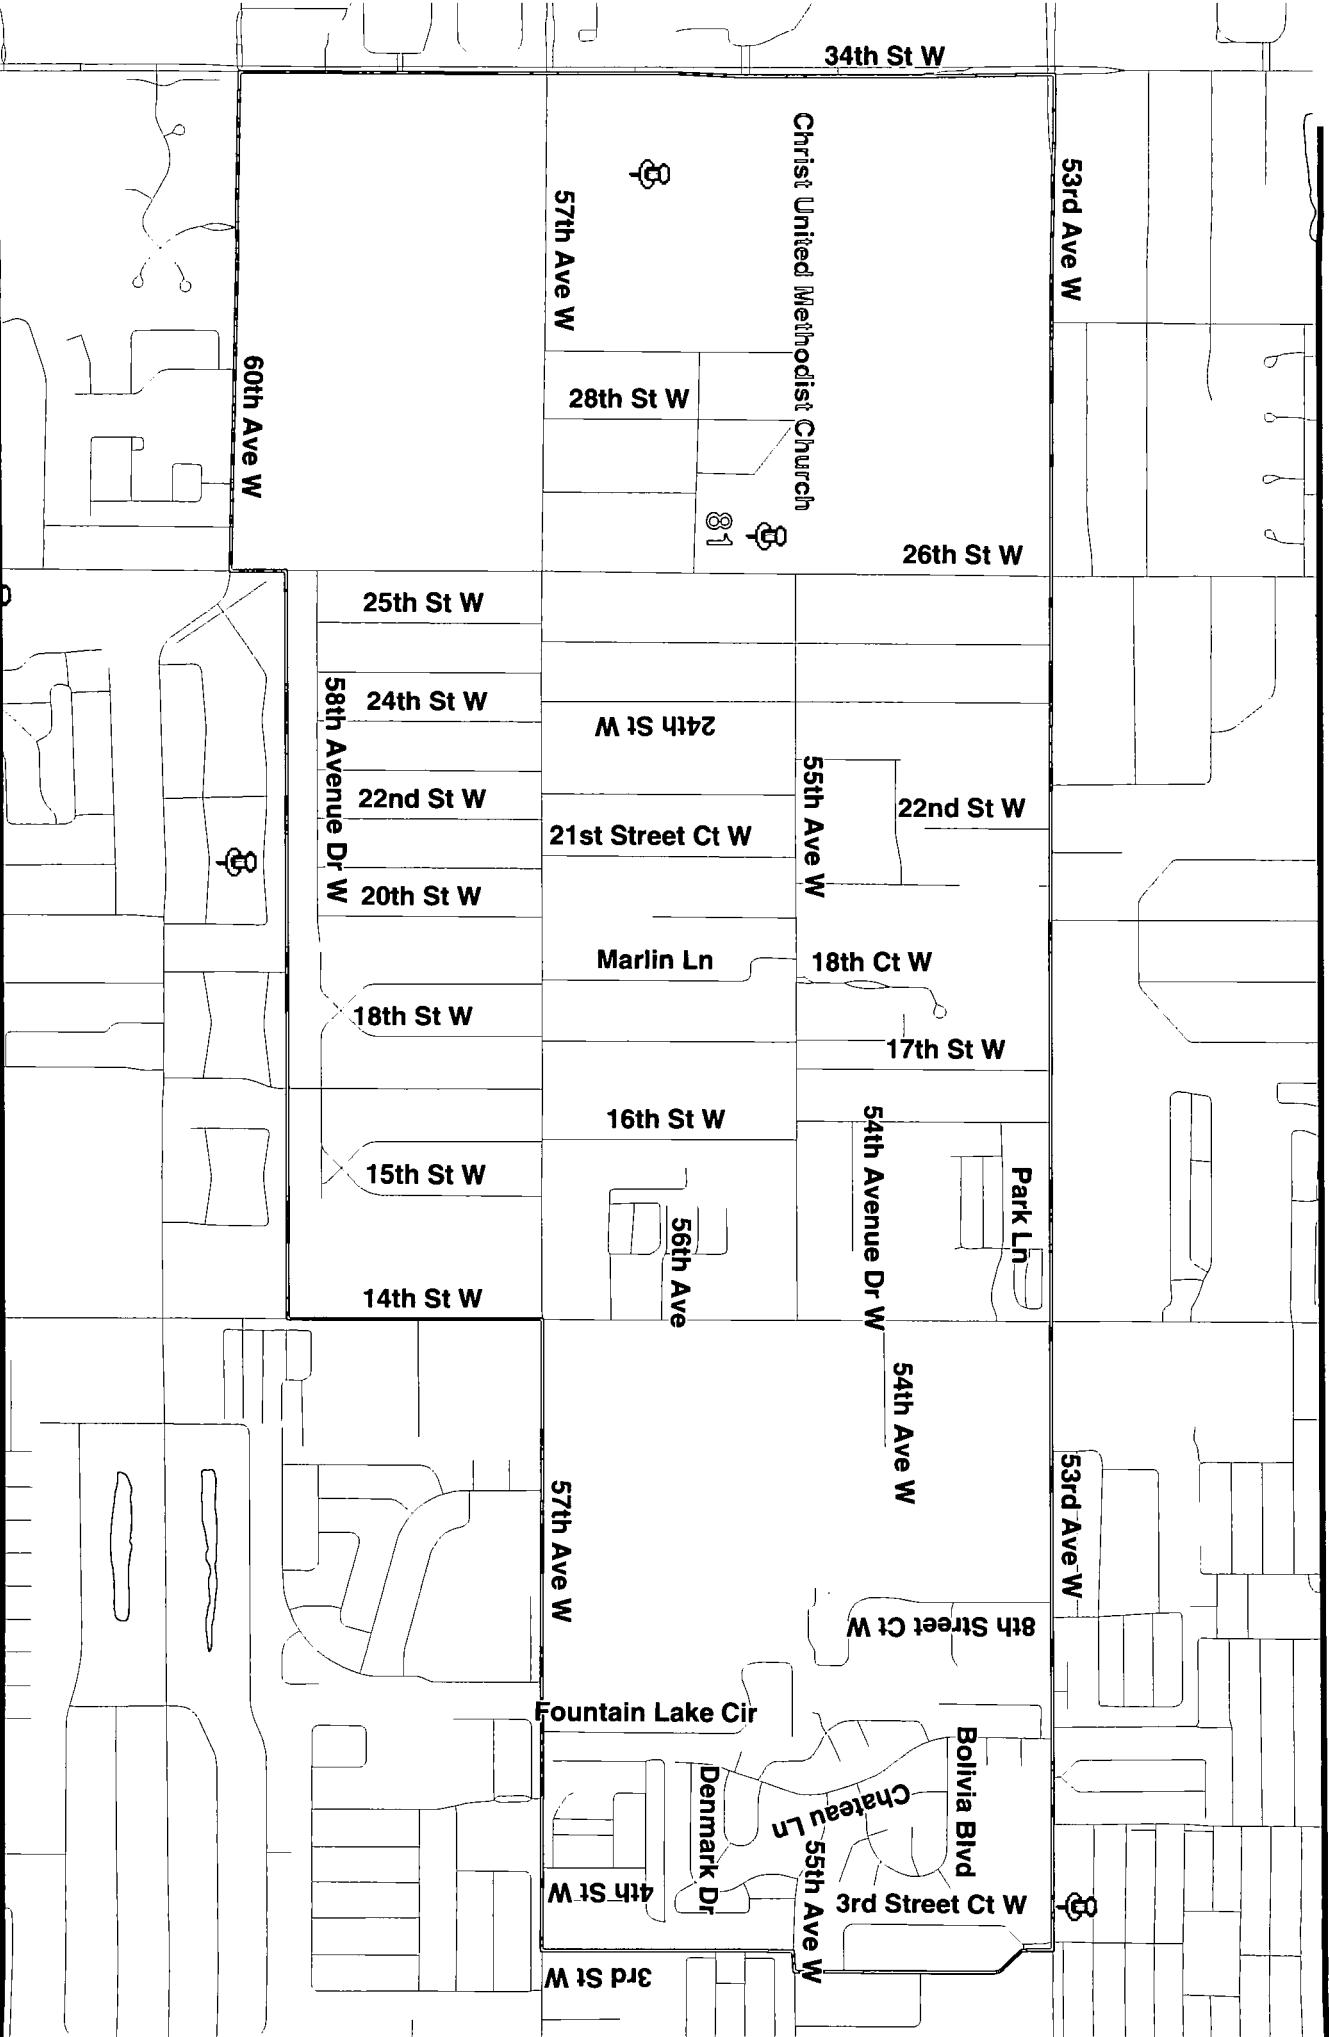 34th St W
Christ United Methodist Church
53rd Ave W
57th Ave W
60th Ave W
28th St W
81
26th St W
25th St W
58th Avenue Dr W
24th St W
24th St W
55th Ave W
22nd St W
22nd St W
21st Street Ct W
20th St W
Marlin Ln
18th Ct W
18th St W
17th St W
16th St W
54th Avenue Dr W
15th St W
Park Ln
56th Ave
14th St W
54th Ave W
53rd Ave W
57th Ave W
8th Street Ct W
Fountain Lake Cir
Bolivia Blvd
Denmark Dr
Chateau Ln
55th Ave W
4th St W
3rd Street Ct W
3rd St W